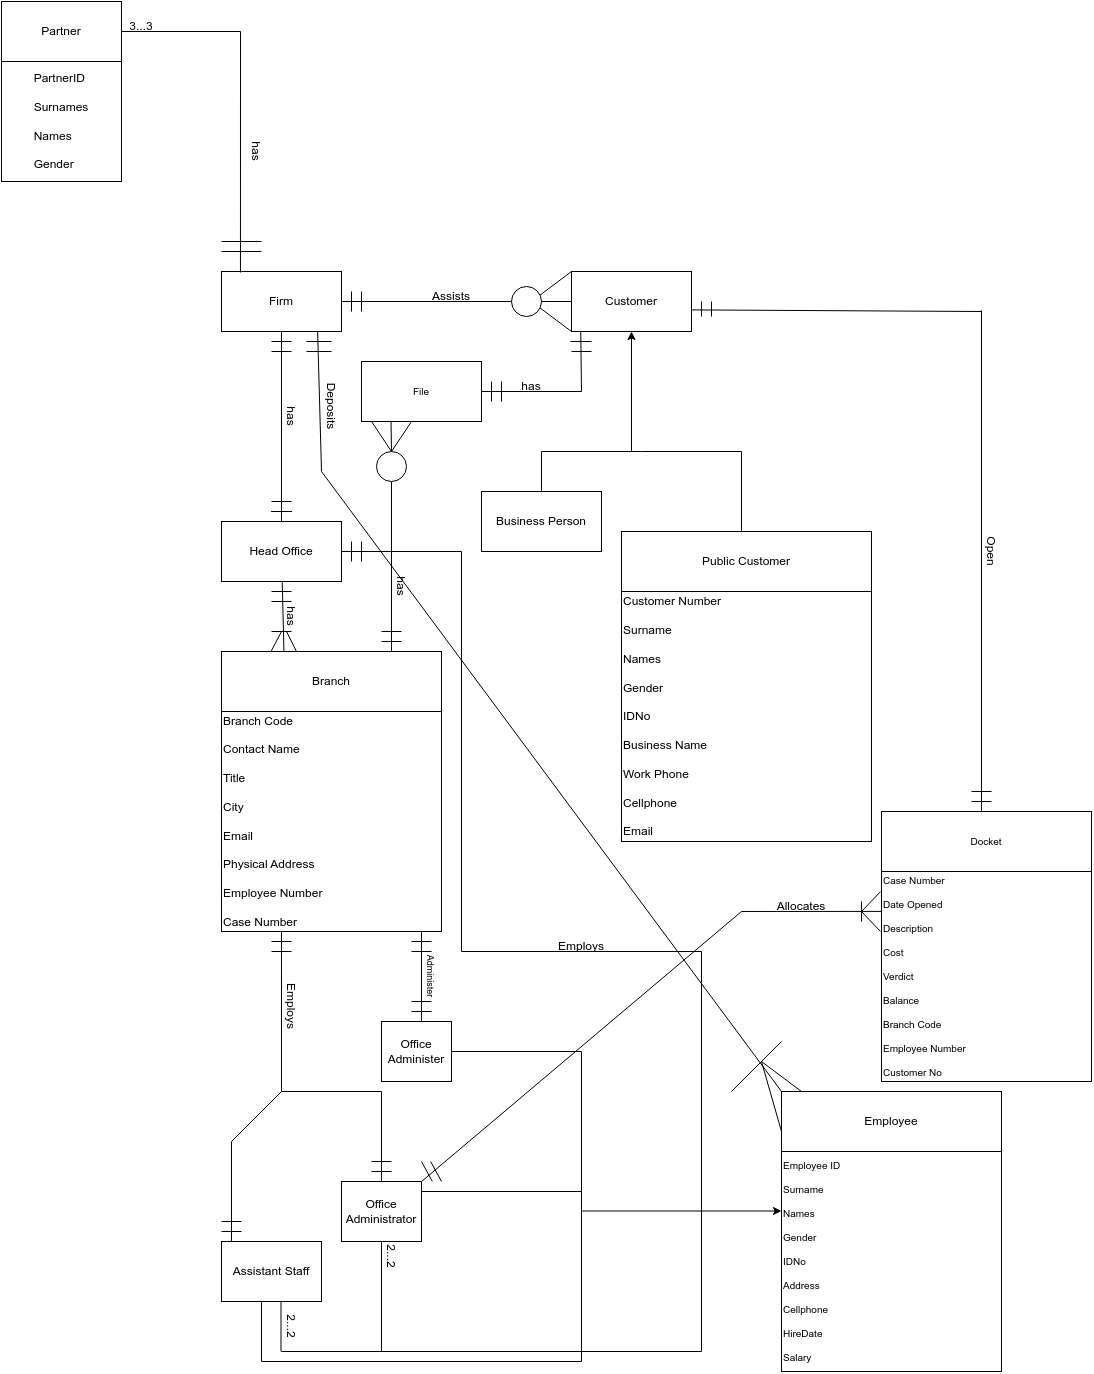 Partner
3...3
PartnerID
Surnames
Names
Gender
has
Firm
Assists
Customer
has
Deposits
File
has
Head Office
has
has
Business Person
Public Customer
Customer Number
Surname
Names
Gender
IDNo
Business Name
Work Phone
Cellphone
Email
Open
Branch
Branch Code
Contact Name
Title
City
Email
Physical Address
Employee Number
Case Number
Docket
Case Number
Date Opened
Description
Cost
Verdict
Balance
Branch Code
Employee Number
Customer No
Allocates
Employs
Administer
Employs
Office
Administer
Employee
Employee ID
Surname
Names
Gender
IDNo
Address
Cellphone
HireDate
Salary
Office
Administrator
2...2
Assistant Staff
2...2